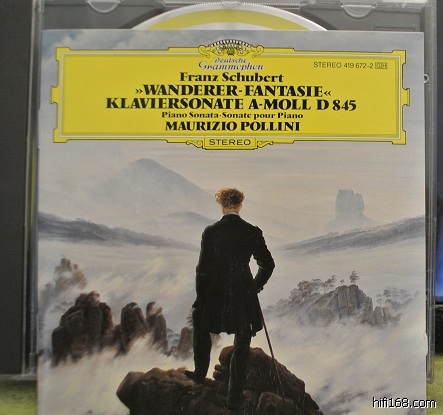 Deutsche
Grammophon
STEREO 419 672-2 GH
Franz Schubert
»WANDERER-FANTASIE«
KLAVIERSONATE A-MOLL D 845
Piano Sonata·Sonate pour Piano
MAURIZIO POLLINI
STEREO
hifi168.com